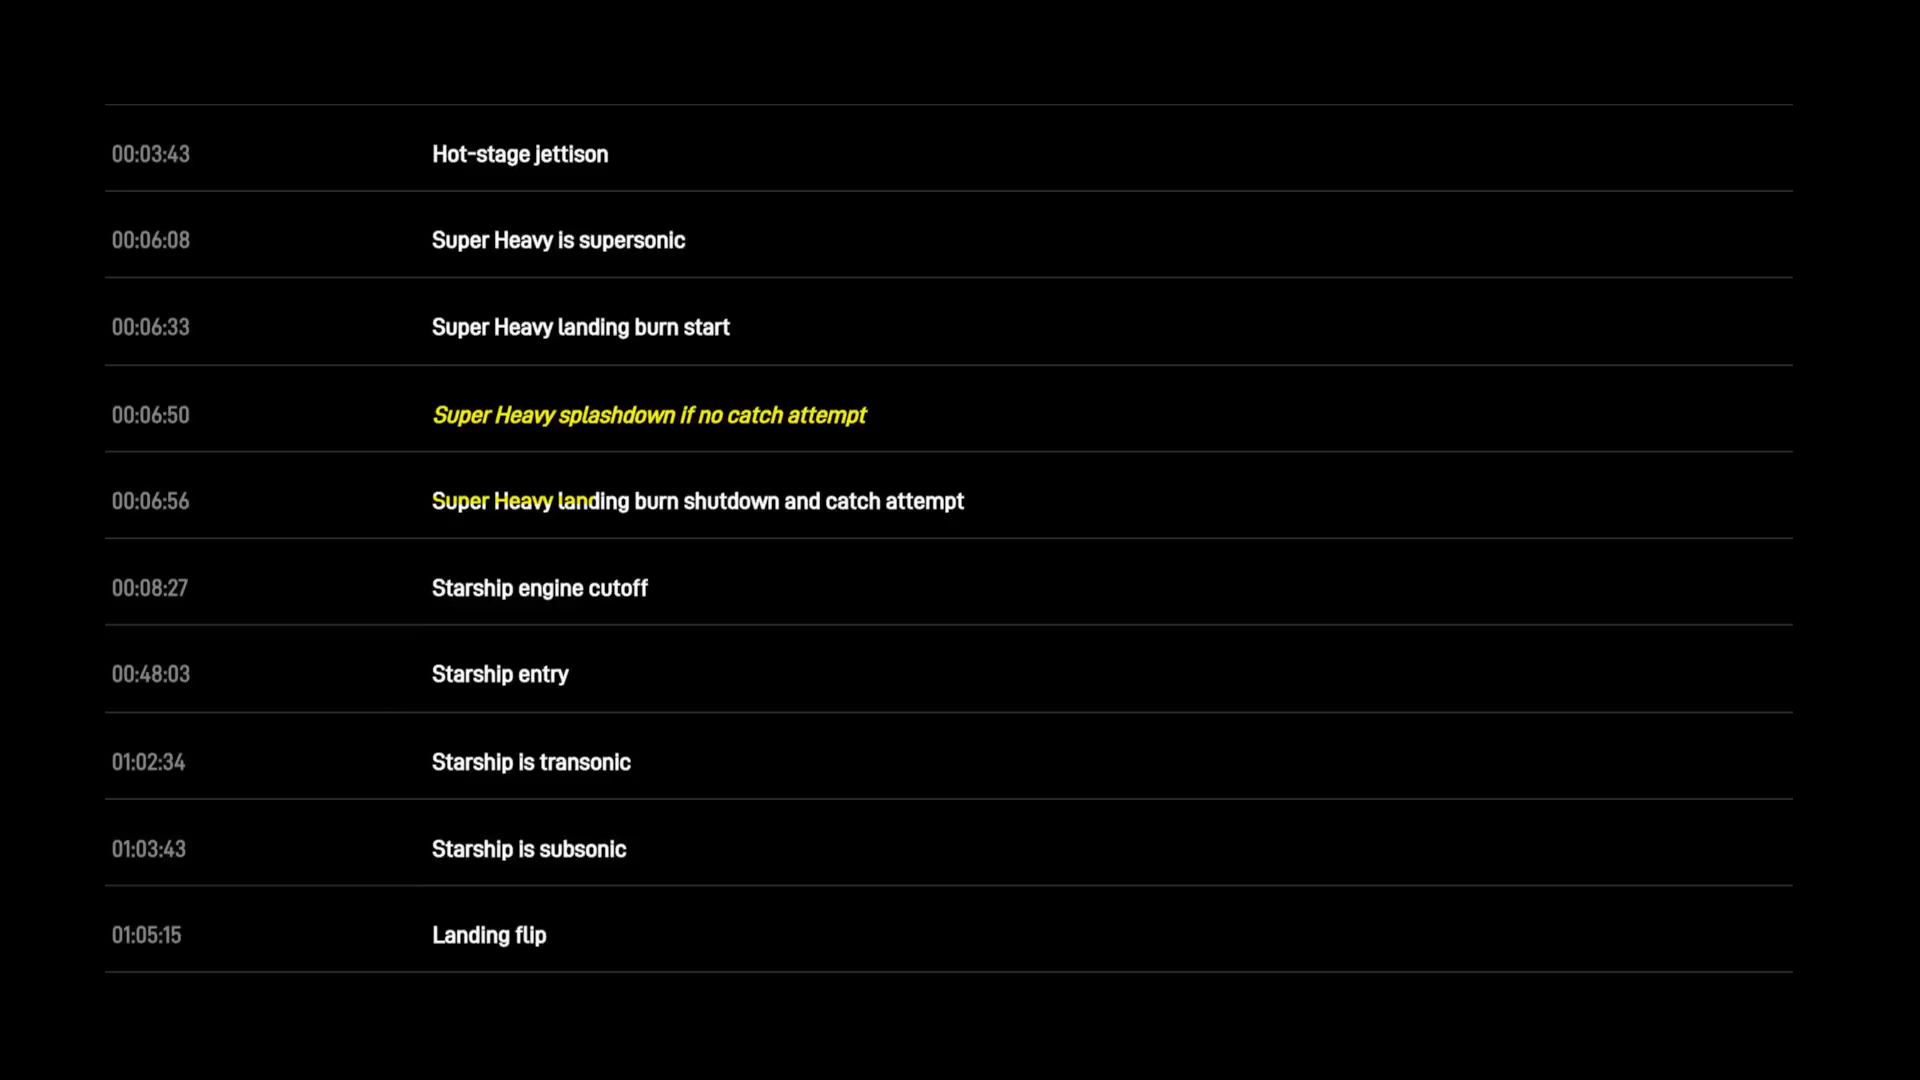 00:03:43 Hot-stage jettison
00:06:08 Super Heavy is supersonic
00:06:33 Super Heavy landing burn start
00:06:50 Super Heavy splashdown if no catch attempt
00:06:56 Super Heavy landing burn shutdown and catch attempt
00:08:27 Starship engine cutoff
00:48:03 Starship entry
01:02:34 Starship is transonic
01:03:43 Starship is subsonic
01:05:15 Landing flip